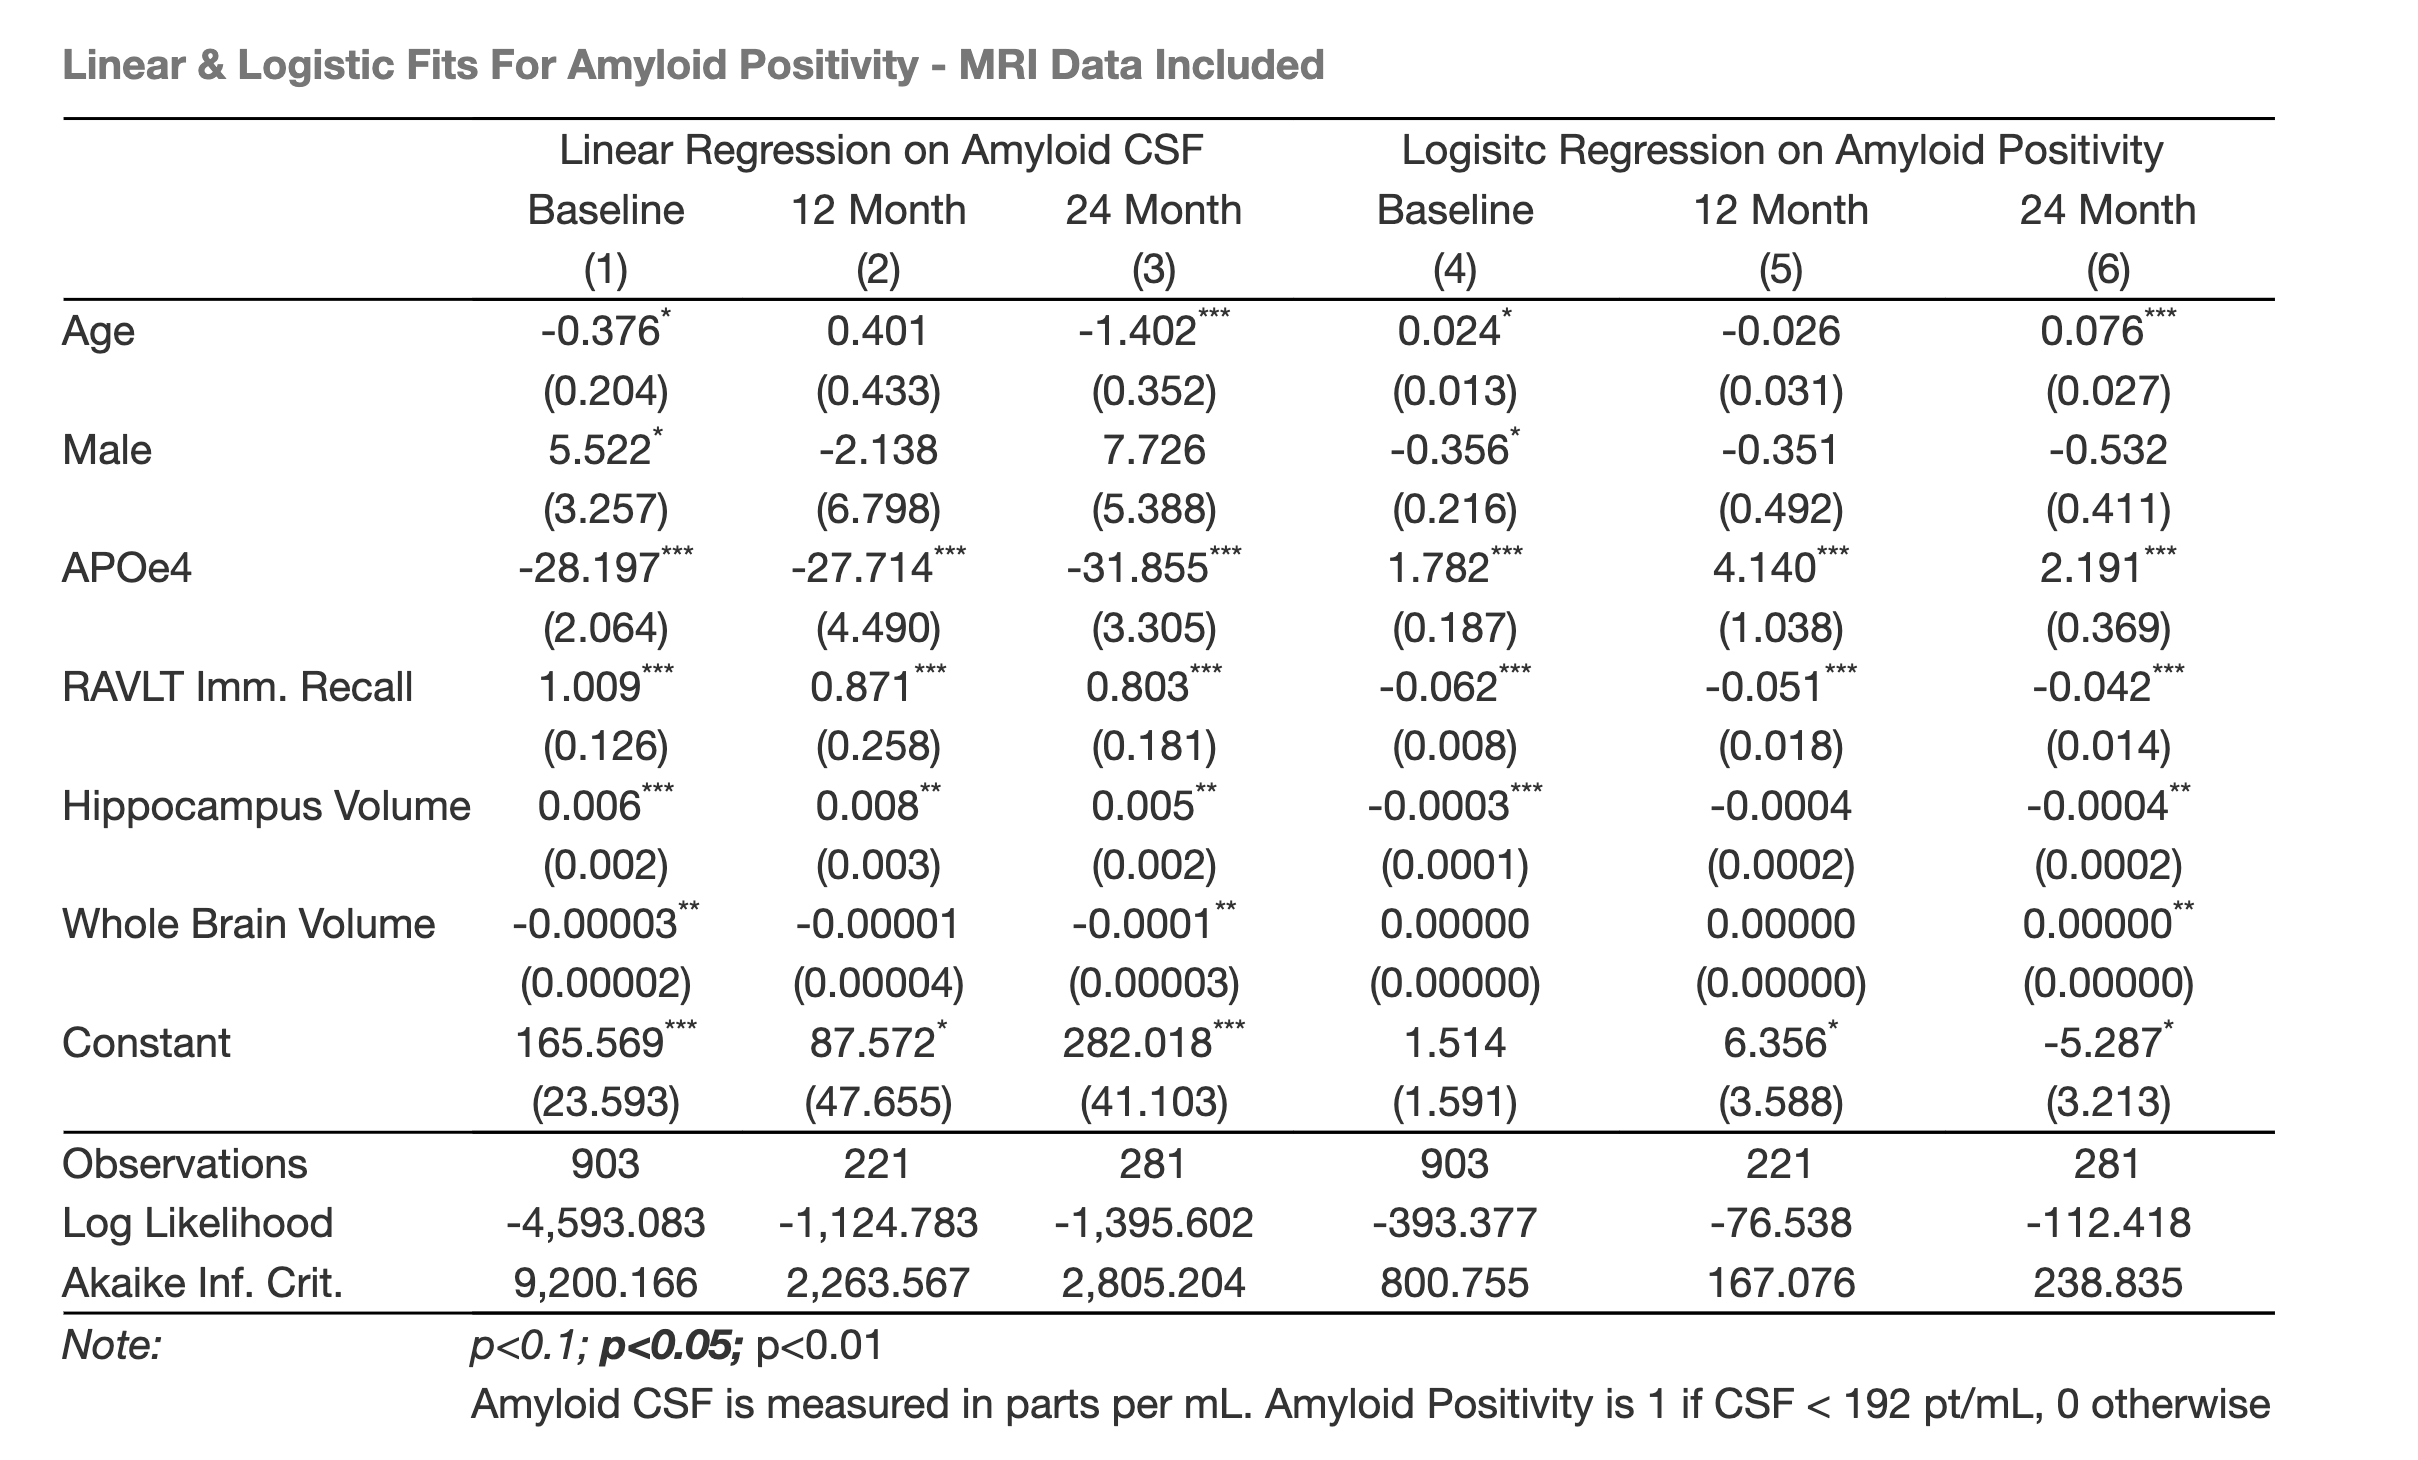 Linear & Logistic Fits For Amyloid Positivity - MRI Data Included
Linear Regression on Amyloid CSF Logisitc Regression on Amyloid Positivity
Baseline 12 Month 24 Month Baseline 12 Month 24 Month
(1) (2) (3) (4) (5) (6)
Age -0.376* 0.401 -1.402*** 0.024* -0.026 0.076***
(0.204) (0.433) (0.352) (0.013) (0.031) (0.027)
Male 5.522* -2.138 7.726 -0.356* -0.351 -0.532
(3.257) (6.798) (5.388) (0.216) (0.492) (0.411)
APOe4 -28.197*** -27.714*** -31.855*** 1.782*** 4.140*** 2.191***
(2.064) (4.490) (3.305) (0.187) (1.038) (0.369)
RAVLT Imm. Recall 1.009*** 0.871*** 0.803*** -0.062*** -0.051*** -0.042***
(0.126) (0.258) (0.181) (0.008) (0.018) (0.014)
Hippocampus Volume 0.006*** 0.008** 0.005** -0.0003*** -0.0004 -0.0004**
(0.002) (0.003) (0.002) (0.0001) (0.0002) (0.0002)
Whole Brain Volume -0.00003** -0.00001 -0.0001** 0.00000 0.00000 0.00000**
(0.00002) (0.00004) (0.00003) (0.00000) (0.00000) (0.00000)
Constant 165.569*** 87.572* 282.018*** 1.514 6.356* -5.287*
(23.593) (47.655) (41.103) (1.591) (3.588) (3.213)
Observations 903 221 281 903 221 281
Log Likelihood -4,593.083 -1,124.783 -1,395.602 -393.377 -76.538 -112.418
Akaike Inf. Crit. 9,200.166 2,263.567 2,805.204 800.755 167.076 238.835
Note: p<0.1; p<0.05; p<0.01
Amyloid CSF is measured in parts per mL. Amyloid Positivity is 1 if CSF < 192 pt/mL, 0 otherwise